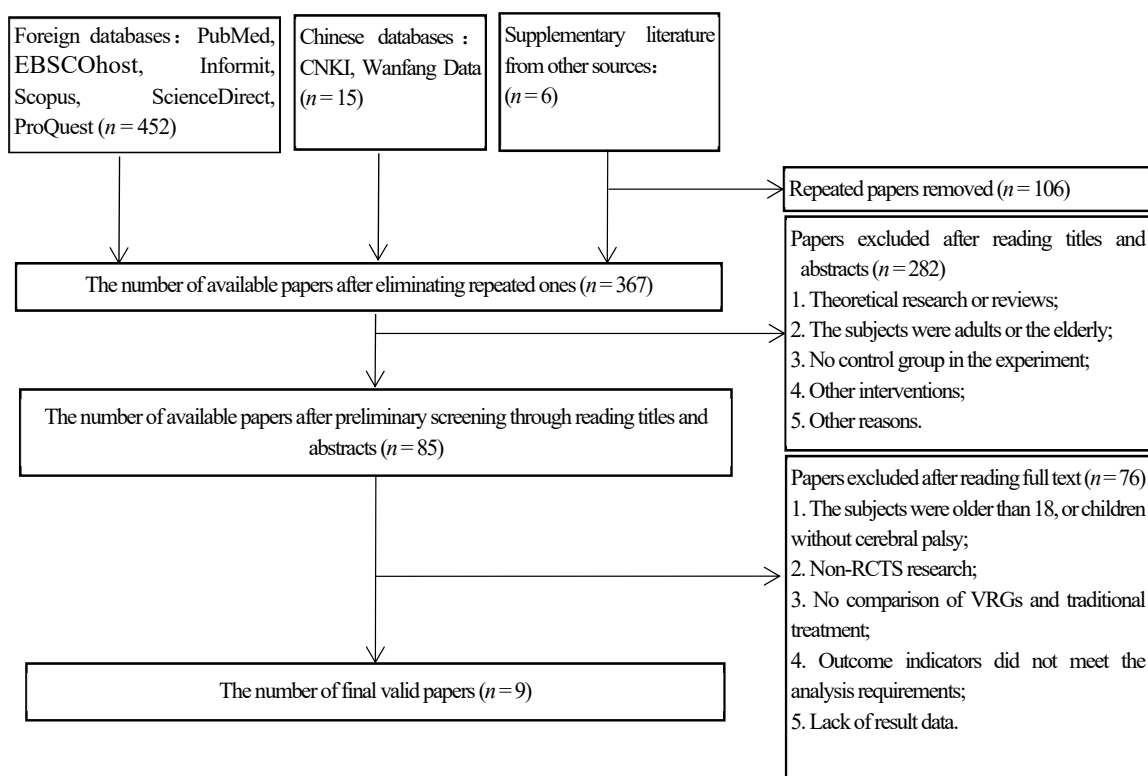 Foreign databases：PubMed,
EBSCOhost, Informit,
Scopus, ScienceDirect,
ProQuest (n = 452)
Chinese databases：
CNKI, Wanfang Data
(n = 15)
Supplementary literature
from other sources：
(n = 6)
Repeated papers removed (n = 106)
The number of available papers after eliminating repeated ones (n = 367)
Papers excluded after reading titles and
abstracts (n = 282)
1. Theoretical research or reviews;
2. The subjects were adults or the elderly;
3. No control group in the experiment;
4. Other interventions;
5. Other reasons.
The number of available papers after preliminary screening through reading titles and
abstracts (n = 85)
Papers excluded after reading full text (n = 76)
1. The subjects were older than 18, or children
without cerebral palsy;
2. Non-RCTS research;
3. No comparison of VRGs and traditional
treatment;
4. Outcome indicators did not meet the
analysis requirements;
5. Lack of result data.
The number of final valid papers (n = 9)